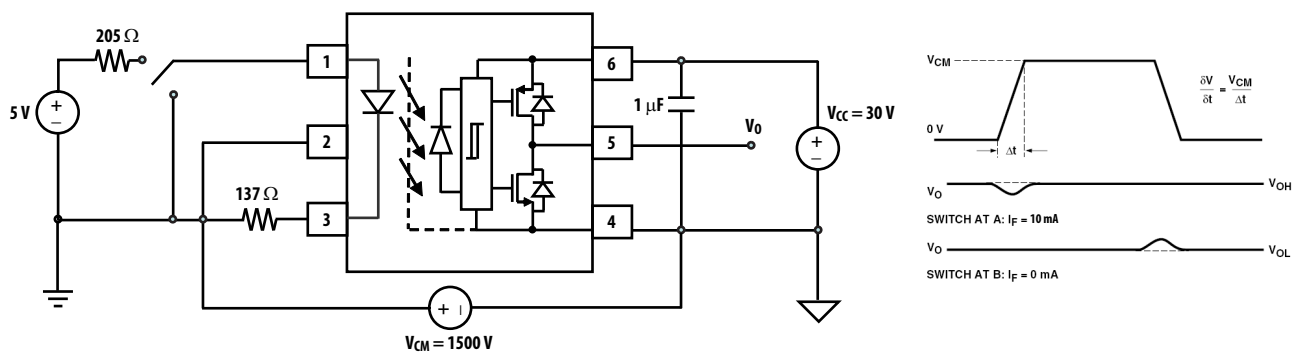 205 Ω
5 V
1
2
137 Ω
3
6
5
4
1 μF
VO
VCC = 30 V
VCM = 1500 V
VCM
0 V
Δt
δV
δt
=
VCM
Δt
VO
VOH
SWITCH AT A: IF = 10 mA
VO
VOL
SWITCH AT B: IF = 0 mA